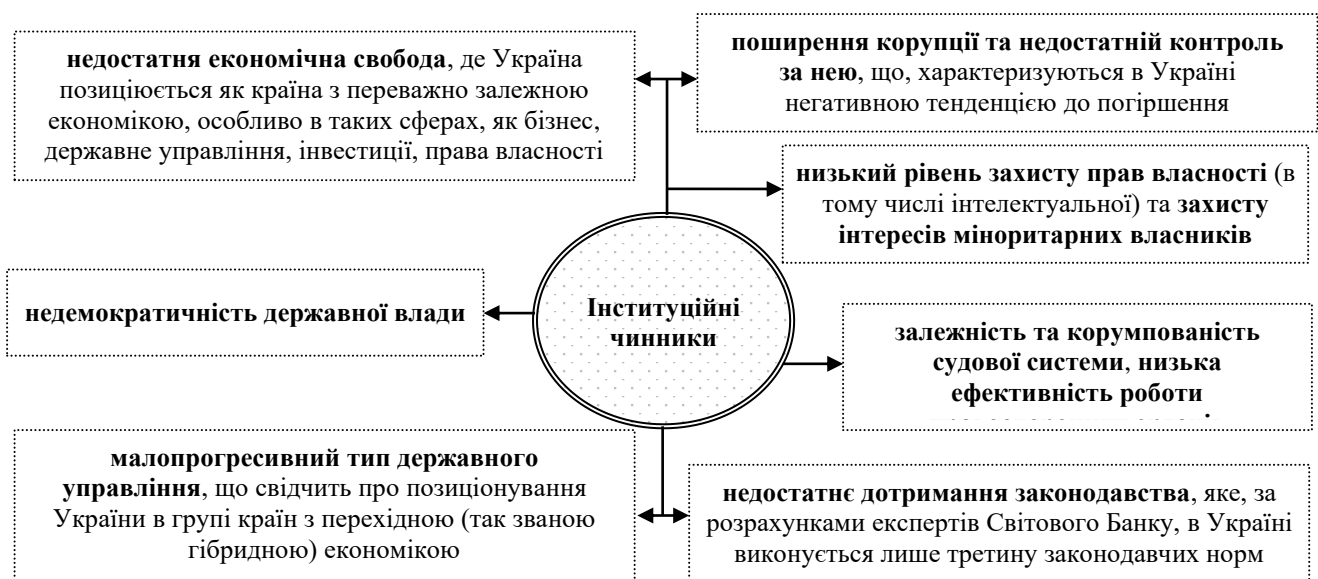 недостатня економічна свобода, де Україна
позиціюється як країна з переважно залежною
економікою, особливо в таких сферах, як бізнес,
державне управління, інвестиції, права власності
поширення корупції та недостатній контроль
за нею, що, характеризуються в Україні
негативною тенденцією до погіршення
низький рівень захисту прав власності (в
тому числі інтелектуальної) та захисту
інтересів міноритарних власників
недемократичність державної влади
Інституційні
чинники
залежність та корумпованість
судової системи, низька
ефективність роботи
малопрогресивний тип державного
управління, що свідчить про позиціонування
України в групі країн з перехідною (так званою
гібридною) економікою
недостатнє дотримання законодавства, яке, за
розрахунками експертів Світового Банку, в Україні
виконується лише третину законодавчих норм